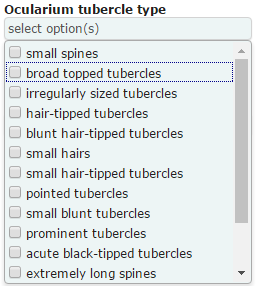 Ocularium tubercle type
select option(s)
small spines
broad topped tubercles
irregularly sized tubercles
hair-tipped tubercles
blunt hair-tipped tubercles
small hairs
small hair-tipped tubercles
pointed tubercles
small blunt tubercles
prominent tubercles
acute black-tipped tubercles
extremely long spines